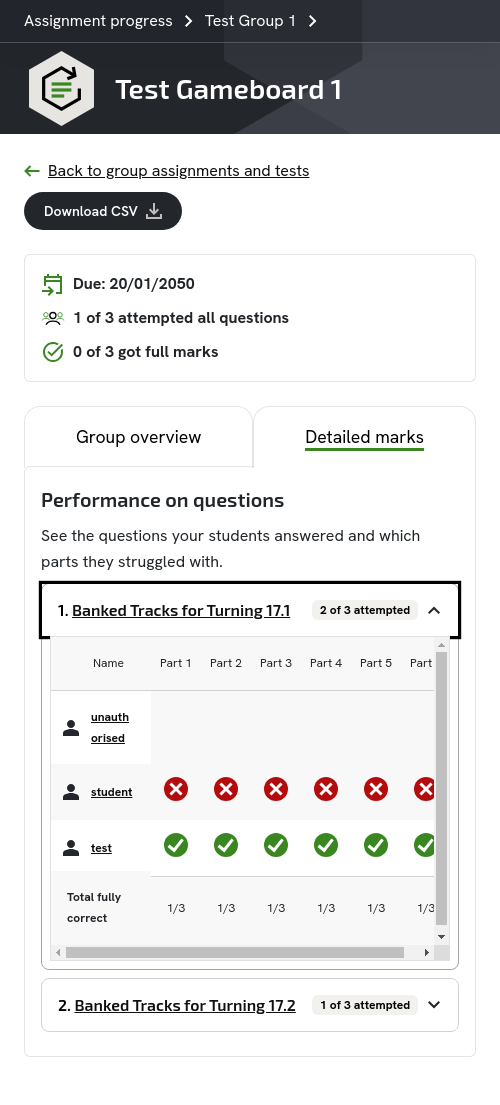 Assignment progress > Test Group 1 >
Test Gameboard 1
Back to group assignments and tests
Download CSV
Due: 20/01/2050
1 of 3 attempted all questions
0 of 3 got full marks
Group overview Detailed marks
Performance on questions
See the questions your students answered and which
parts they struggled with.
1. Banked Tracks for Turning 17.1 2 of 3 attempted
Name Part 1 Part 2 Part 3 Part 4 Part 5 Part
unauth
orised
student
test
Total fully
correct
1/3 1/3 1/3 1/3 1/3 1/3
2. Banked Tracks for Turning 17.2 1 of 3 attempted